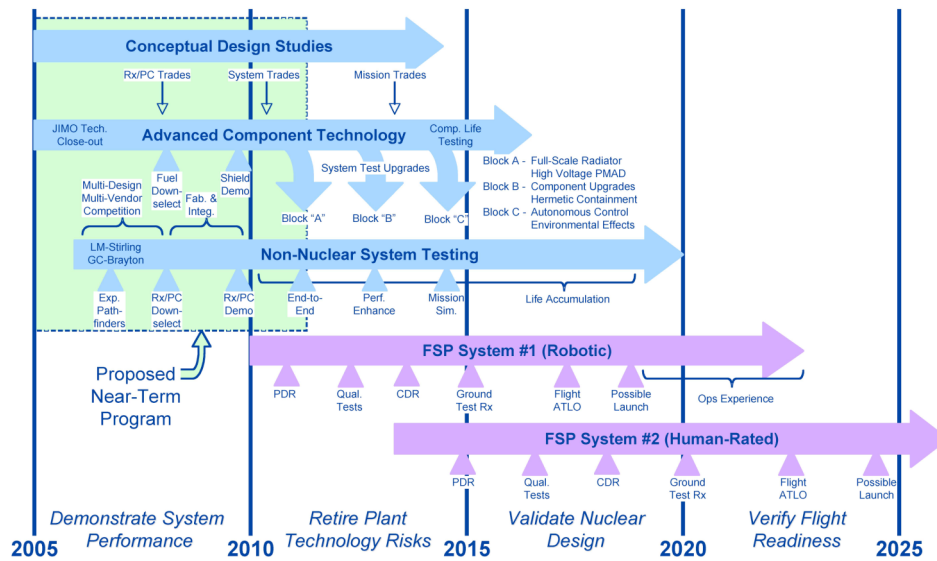 Conceptual Design Studies
Rx/PC Trades
System Trades
Mission Trades
JIMO Tech.
Close-out
Advanced Component Technology
Comp. Life
Testing
Fuel
Down-
select
Shield
Demo
System Test Upgrades
Block “A”
Block “B”
Block “C”
Block A - Full-Scale Radiator
High Voltage PMAD
Block B - Component Upgrades
Hermetic Containment
Block C - Autonomous Control
Environmental Effects
Multi-Design
Multi-Vendor
Competition
Fab. &
Integ.
LM-Stirling
GC-Brayton
Non-Nuclear System Testing
Exp.
Path-
finders
Rx/PC
Down-
select
Rx/PC
Demo
End-to-
End
Perf.
Enhance
Mission
Sim.
Life Accumulation
Proposed
Near-Term
Program
FSP System #1 (Robotic)
PDR
Qual.
Tests
CDR
Ground
Test Rx
Flight
ATLO
Possible
Launch
Ops Experience
FSP System #2 (Human-Rated)
PDR
Qual.
Tests
CDR
Ground
Test Rx
Flight
ATLO
Possible
Launch
Demonstrate System
Performance
Retire Plant
Technology Risks
Validate Nuclear
Design
Verify Flight
Readiness
2005
2010
2015
2020
2025